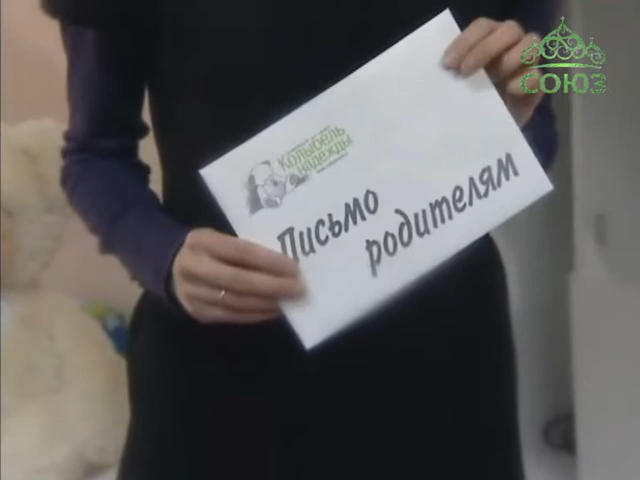 СОЮЗ
Колыбель
надежды
Письмо
родителям